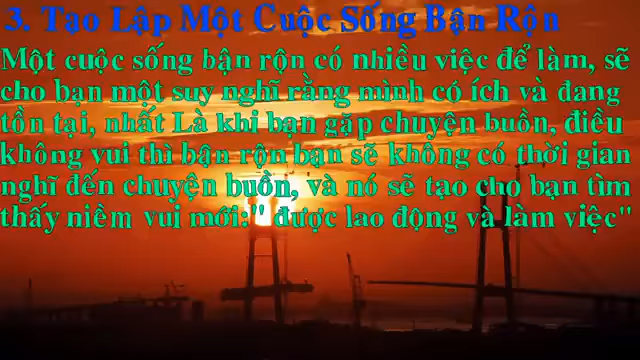 3. Tạo Lập Một Cuộc Sống Bận Rộn
Một cuộc sống bận rộn có nhiều việc để làm, sẽ
cho bạn một suy nghĩ rằng mình có ích và đang
tồn tại, nhất Là khi bạn gặp chuyện buồn, điều
không vui thì bận rộn bạn sẽ không có thời gian
nghĩ đến chuyện buồn, và nó sẽ tạo cho bạn tìm
thấy niềm vui mới:" được lao động và làm việc"